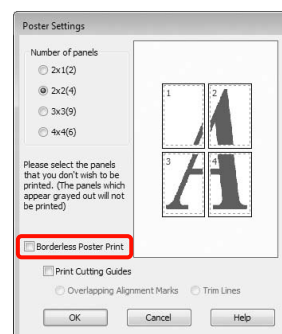 Poster Settings
Number of panels
2x1(2)
2x2(4)
3x3(9)
4x4(6)
1
2
3
4
A
Please select the panels
that you don't wish to be
printed. (The panels which
appear grayed out will not
be printed)
Borderless Poster Print
Print Cutting Guides
Overlapping Alignment Marks
Trim Lines
OK
Cancel
Help